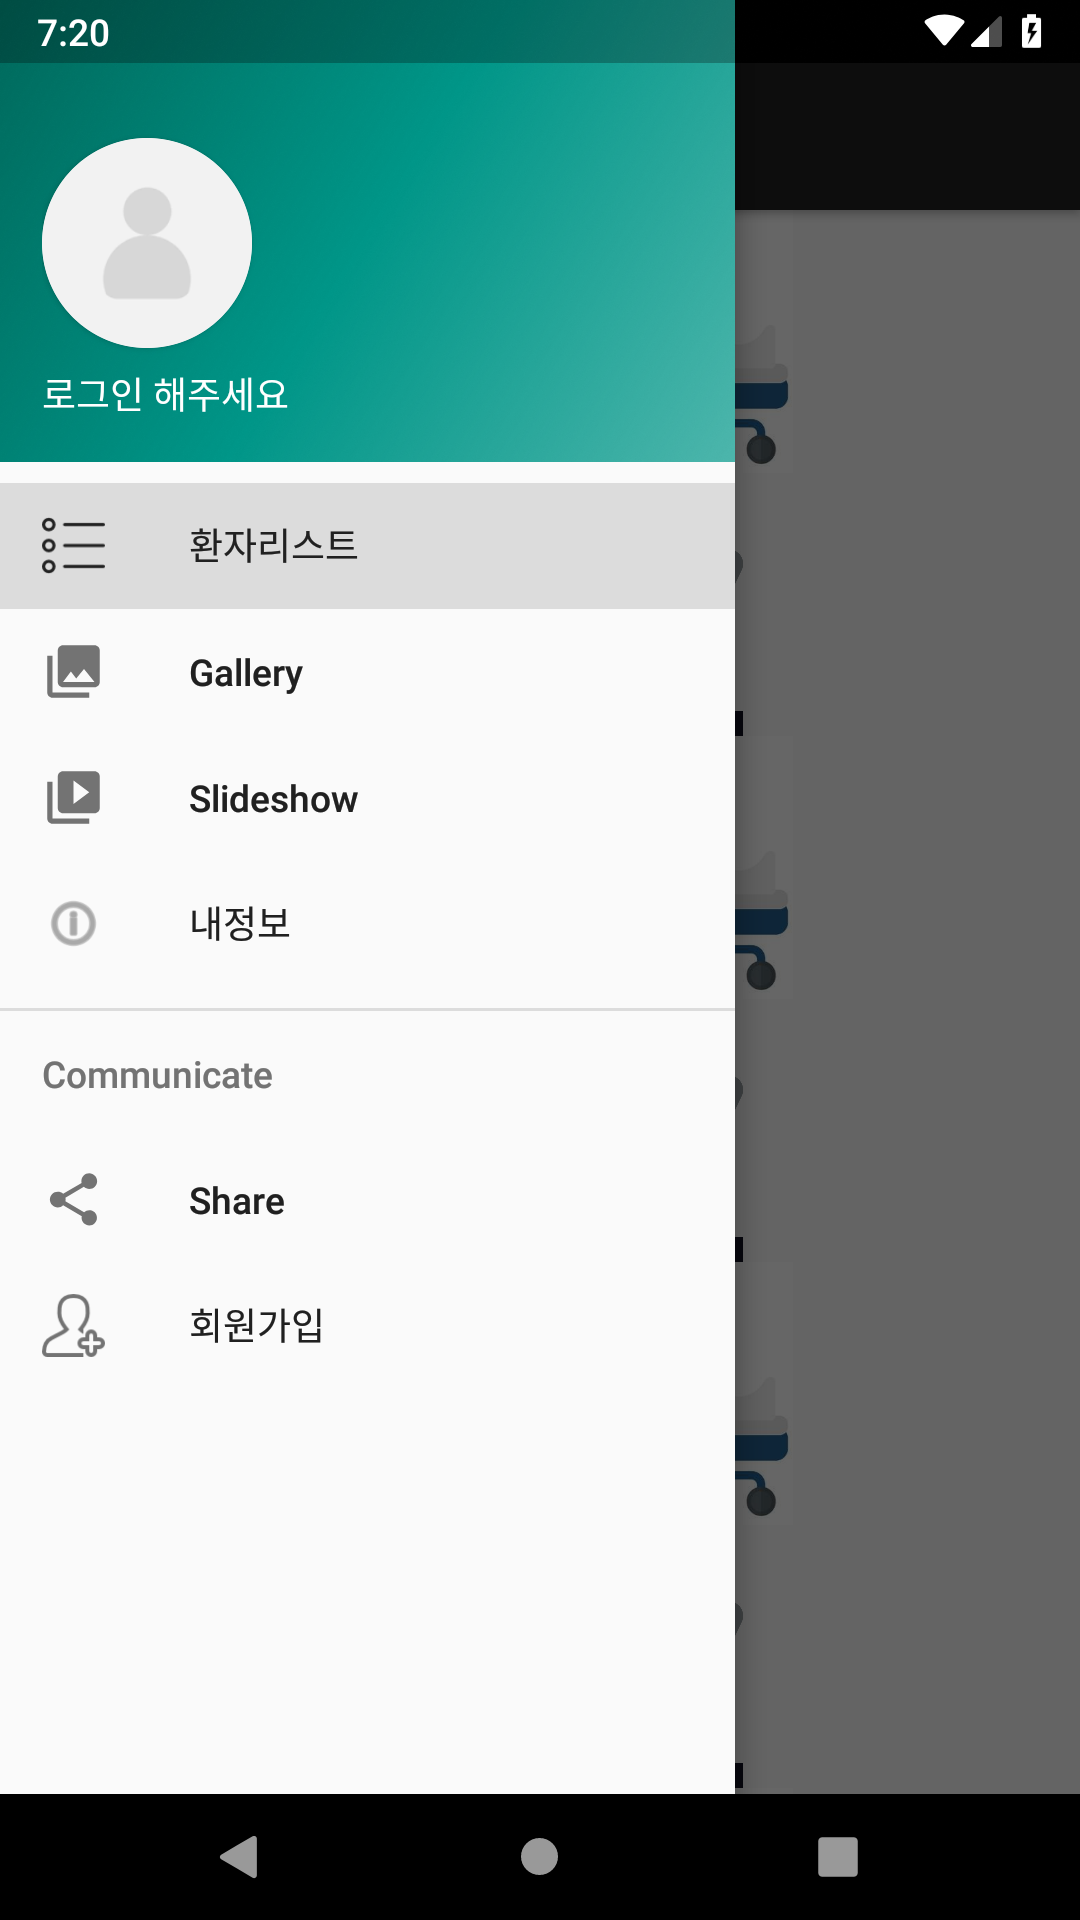 7:20
로그인 해주세요
환자리스트
Gallery
Slideshow
내정보
Communicate
Share
회원가입